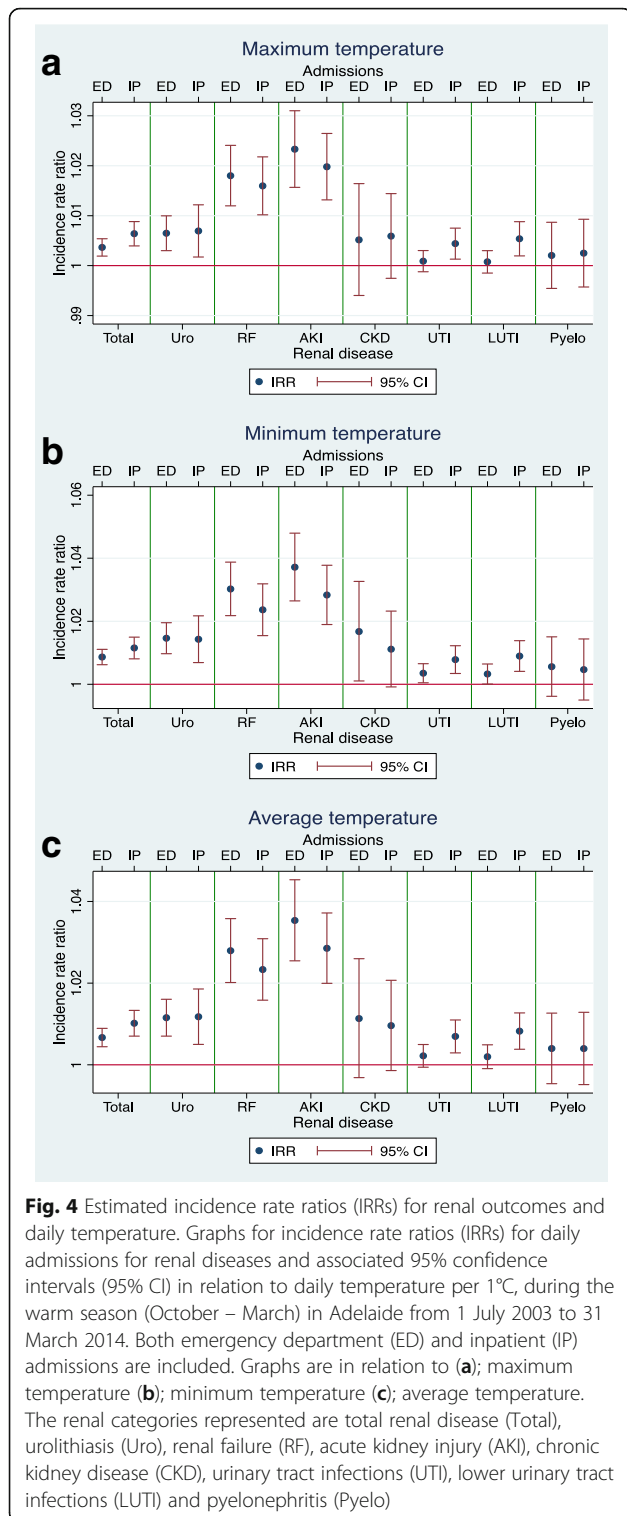 a
Maximum temperature
Admissions
ED IP ED IP ED IP ED IP ED IP ED IP ED IP ED IP
Incidence rate ratio
1.03
1.02
1.01
1
.99
Total Uro RF AKI CKD UTI LUTI Pyelo
Renal disease
IRR 95% CI
b
Minimum temperature
Admissions
ED IP ED IP ED IP ED IP ED IP ED IP ED IP ED IP
Incidence rate ratio
1.06
1.04
1.02
1
Total Uro RF AKI CKD UTI LUTI Pyelo
Renal disease
IRR 95% CI
c
Average temperature
Admissions
ED IP ED IP ED IP ED IP ED IP ED IP ED IP ED IP
Incidence rate ratio
1.04
1.02
1
Total Uro RF AKI CKD UTI LUTI Pyelo
Renal disease
IRR 95% CI
Fig. 4 Estimated incidence rate ratios (IRRs) for renal outcomes and
daily temperature. Graphs for incidence rate ratios (IRRs) for daily
admissions for renal diseases and associated 95% confidence
intervals (95% CI) in relation to daily temperature per 1°C, during the
warm season (October – March) in Adelaide from 1 July 2003 to 31
March 2014. Both emergency department (ED) and inpatient (IP)
admissions are included. Graphs are in relation to (a); maximum
temperature (b); minimum temperature (c); average temperature.
The renal categories represented are total renal disease (Total),
urolithiasis (Uro), renal failure (RF), acute kidney injury (AKI), chronic
kidney disease (CKD), urinary tract infections (UTI), lower urinary tract
infections (LUTI) and pyelonephritis (Pyelo)